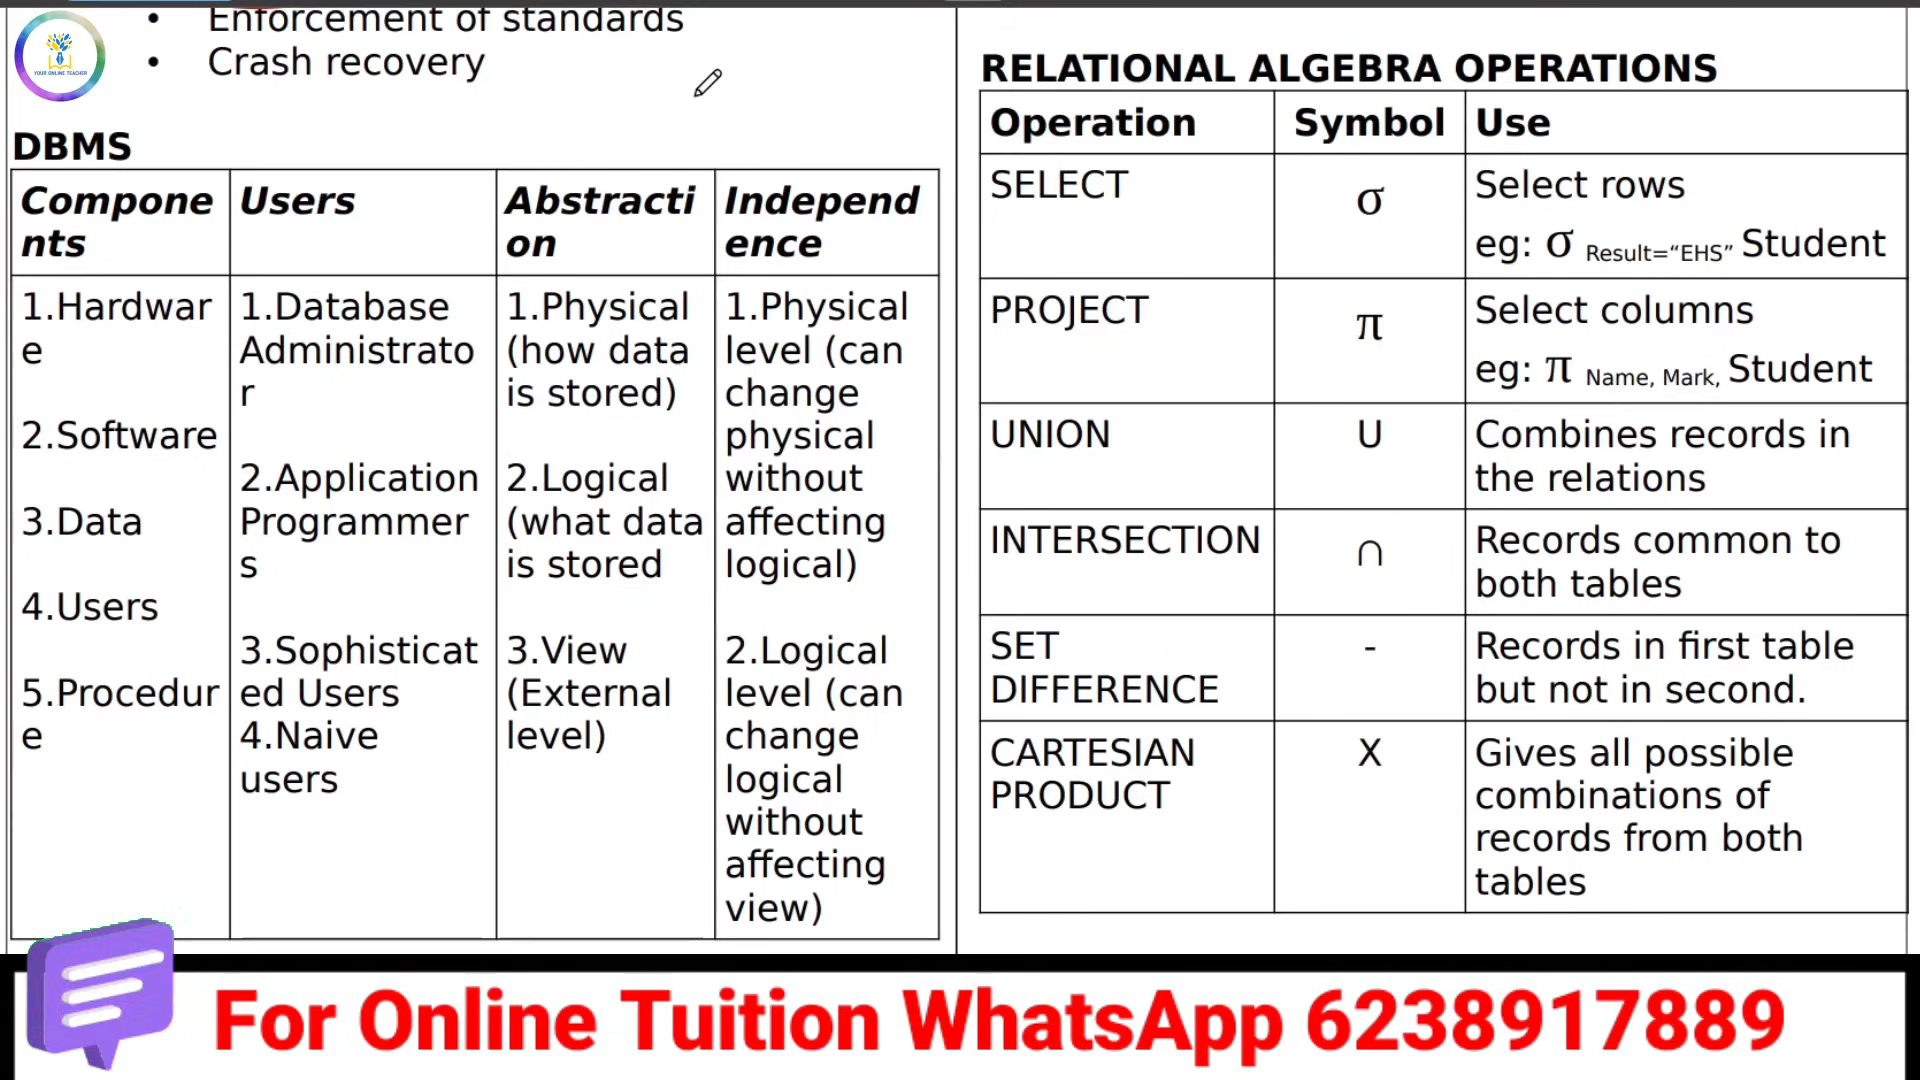 • Enforcement of standards
• Crash recovery
YOUR ONLINE TEACHER
DBMS
Compone
nts
Users
Abstracti
on
Independ
ence
1.Hardwar
e
2.Software
3.Data
4.Users
5.Procedur
e
1.Database
Administrato
r
2.Application
Programmer
s
3.Sophisticat
ed Users
4.Naive
users
1.Physical
(how data
is stored)
2.Logical
(what data
is stored
3.View
(External
level)
1.Physical
level (can
change
physical
without
affecting
logical)
2.Logical
level (can
change
logical
without
affecting
view)
RELATIONAL ALGEBRA OPERATIONS
Operation Symbol Use
SELECT σ Select rows
eg: σ Result=“EHS” Student
PROJECT π Select columns
eg: π Name, Mark, Student
UNION U Combines records in
the relations
INTERSECTION ∩ Records common to
both tables
SET - Records in first table
DIFFERENCE but not in second.
CARTESIAN X Gives all possible
PRODUCT combinations of
records from both
tables
For Online Tuition WhatsApp 6238917889